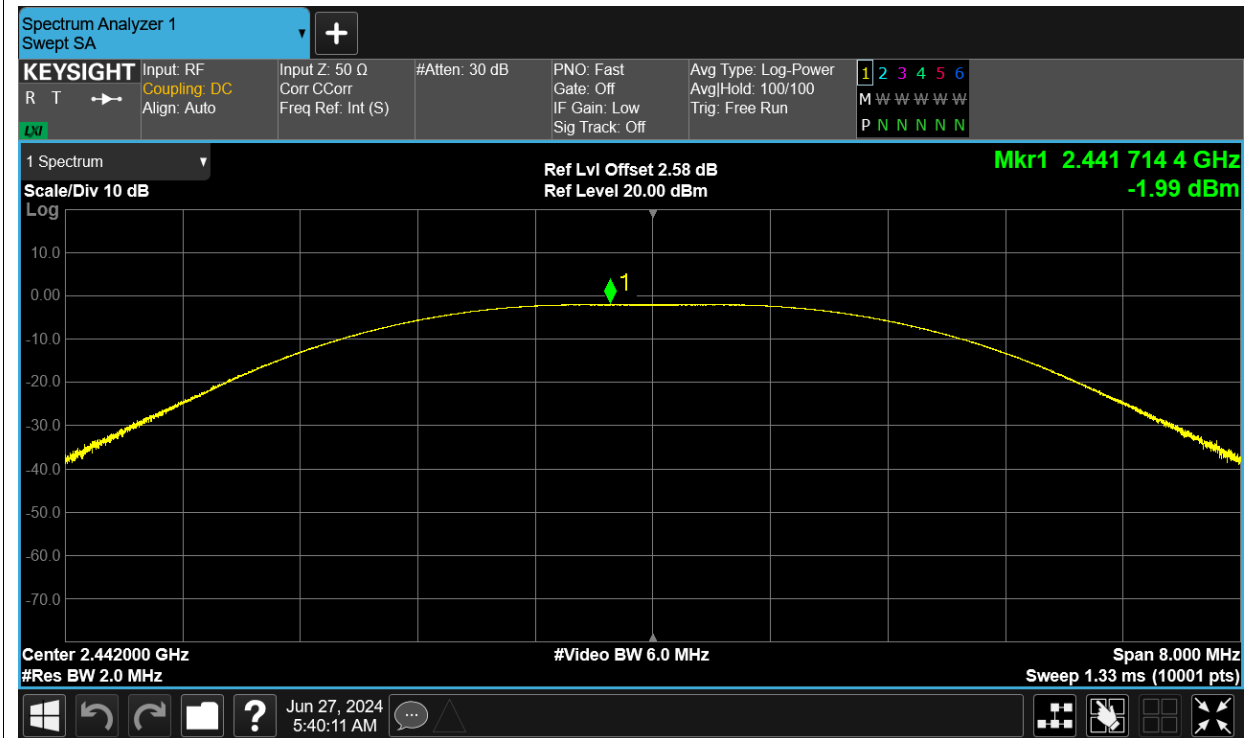 Spectrum Analyzer 1
Swept SA
+
KEYSIGHT
R T
LXI
Input: RF
Coupling: DC
Align: Auto
Input Z: 50 Ω
Corr CCorr
Freq Ref: Int (S)
#Atten: 30 dB
PNO: Fast
Gate: Off
IF Gain: Low
Sig Track: Off
Avg Type: Log-Power
Avg|Hold: 100/100
Trig: Free Run
1 2 3 4 5 6
M W W W W W
P N N N N N
1 Spectrum
Scale/Div 10 dB
Log
Ref Lvl Offset 2.58 dB
Ref Level 20.00 dBm
Mkr1 2.441 714 4 GHz
-1.99 dBm
10.0
0.00
-10.0
-20.0
-30.0
-40.0
-50.0
-60.0
-70.0
1
Center 2.442000 GHz
#Res BW 2.0 MHz
#Video BW 6.0 MHz
Span 8.000 MHz
Sweep 1.33 ms (10001 pts)
?
Jun 27, 2024
5:40:11 AM